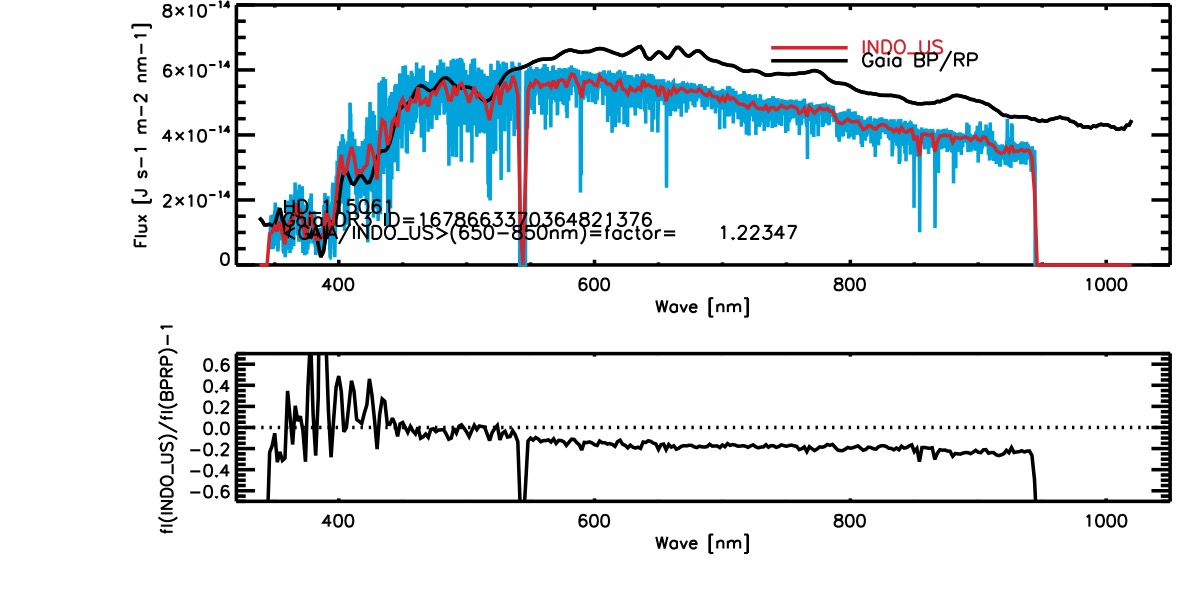 8×10⁻¹⁴
6×10⁻¹⁴
4×10⁻¹⁴
2×10⁻¹⁴
0
Flux [J s-1 m-2 nm-1]
INDO_US
Gaia BP/RP
HD_115061
Gaia DR3 ID=1678663370364821376
<GAIA/INDO_US>(650-850nm)=factor= 1.22347
400 600 800 1000
Wave [nm]
fl(INDO_US)/fl(BPRP)-1
0.6
0.4
0.2
0.0
-0.2
-0.4
-0.6
400 600 800 1000
Wave [nm]